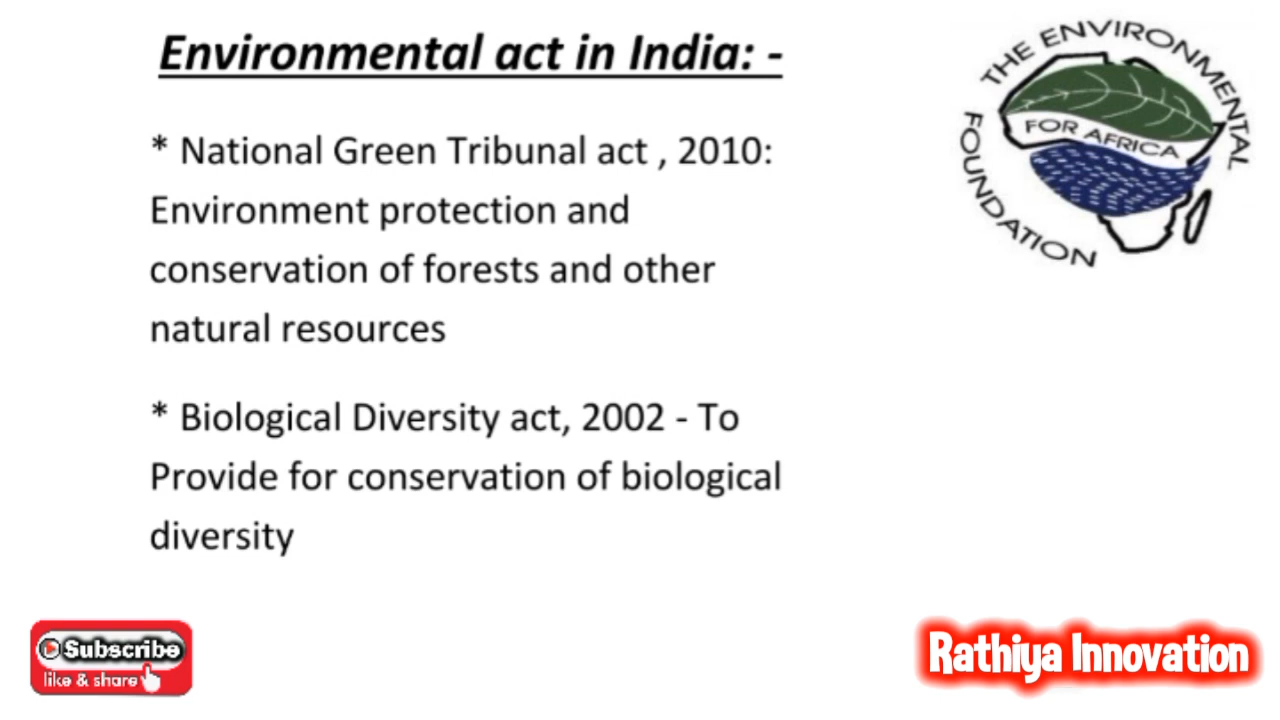 Environmental act in India: -
* National Green Tribunal act , 2010:
Environment protection and
conservation of forests and other
natural resources
* Biological Diversity act, 2002 - To
Provide for conservation of biological
diversity
THE ENVIRONMENTAL
FOUNDATION
FOR AFRICA
Subscribe
like & share
Rathiya Innovation